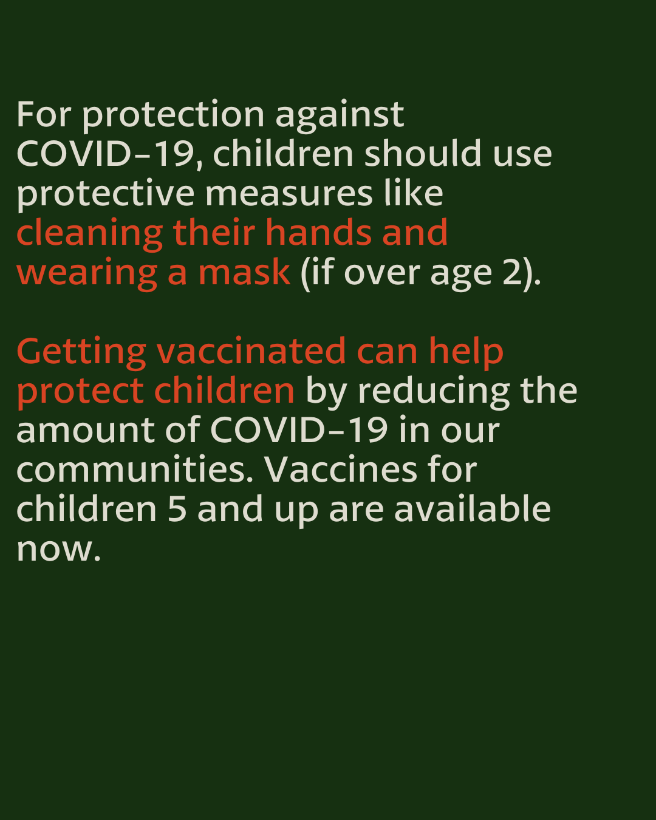 For protection against
COVID-19, children should use
protective measures like
cleaning their hands and
wearing a mask (if over age 2).
Getting vaccinated can help
protect children by reducing the
amount of COVID-19 in our
communities. Vaccines for
children 5 and up are available
now.